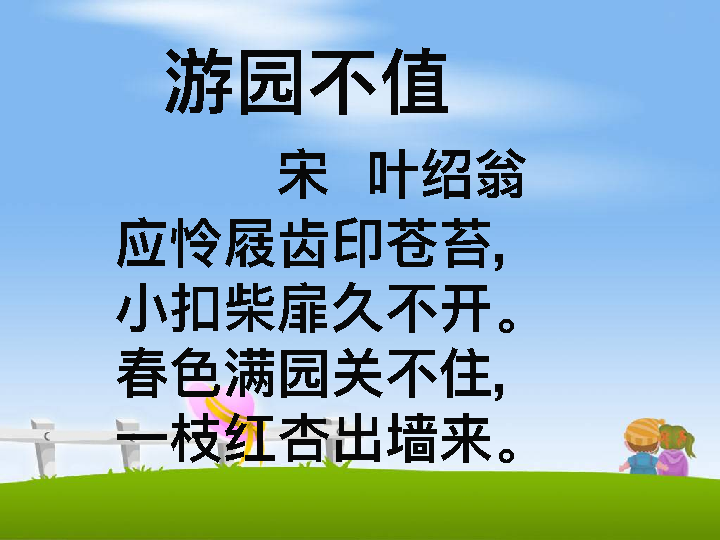 游园不值
宋 叶绍翁
应怜屐齿印苍苔,
小扣柴扉久不开。
春色满园关不住,
一枝红杏出墙来。